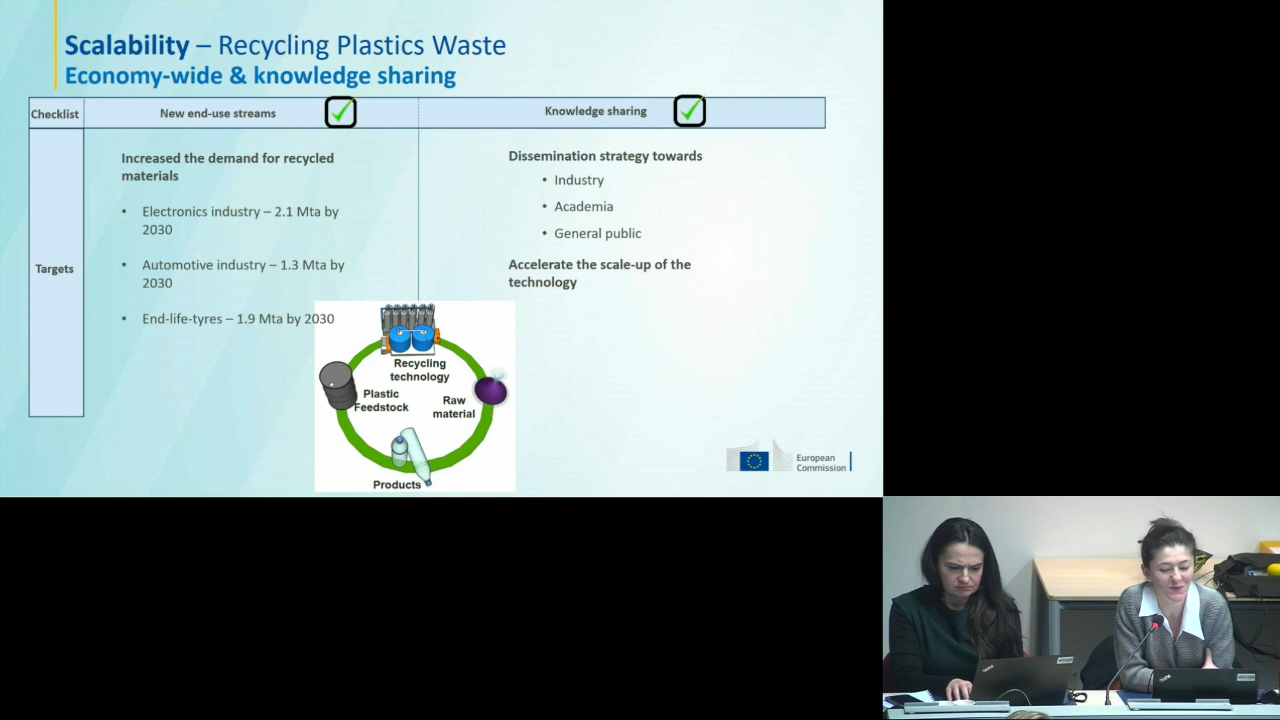 Scalability – Recycling Plastics Waste
Economy-wide & knowledge sharing
Checklist
New end-use streams
Knowledge sharing
Targets
Increased the demand for recycled
materials
• Electronics industry – 2.1 Mta by
2030
• Automotive industry – 1.3 Mta by
2030
• End-life-tyres – 1.9 Mta by 2030
Dissemination strategy towards
• Industry
• Academia
• General public
Accelerate the scale-up of the
technology
Recycling
technology
Plastic
Feedstock
Raw
material
Products
European
Commission